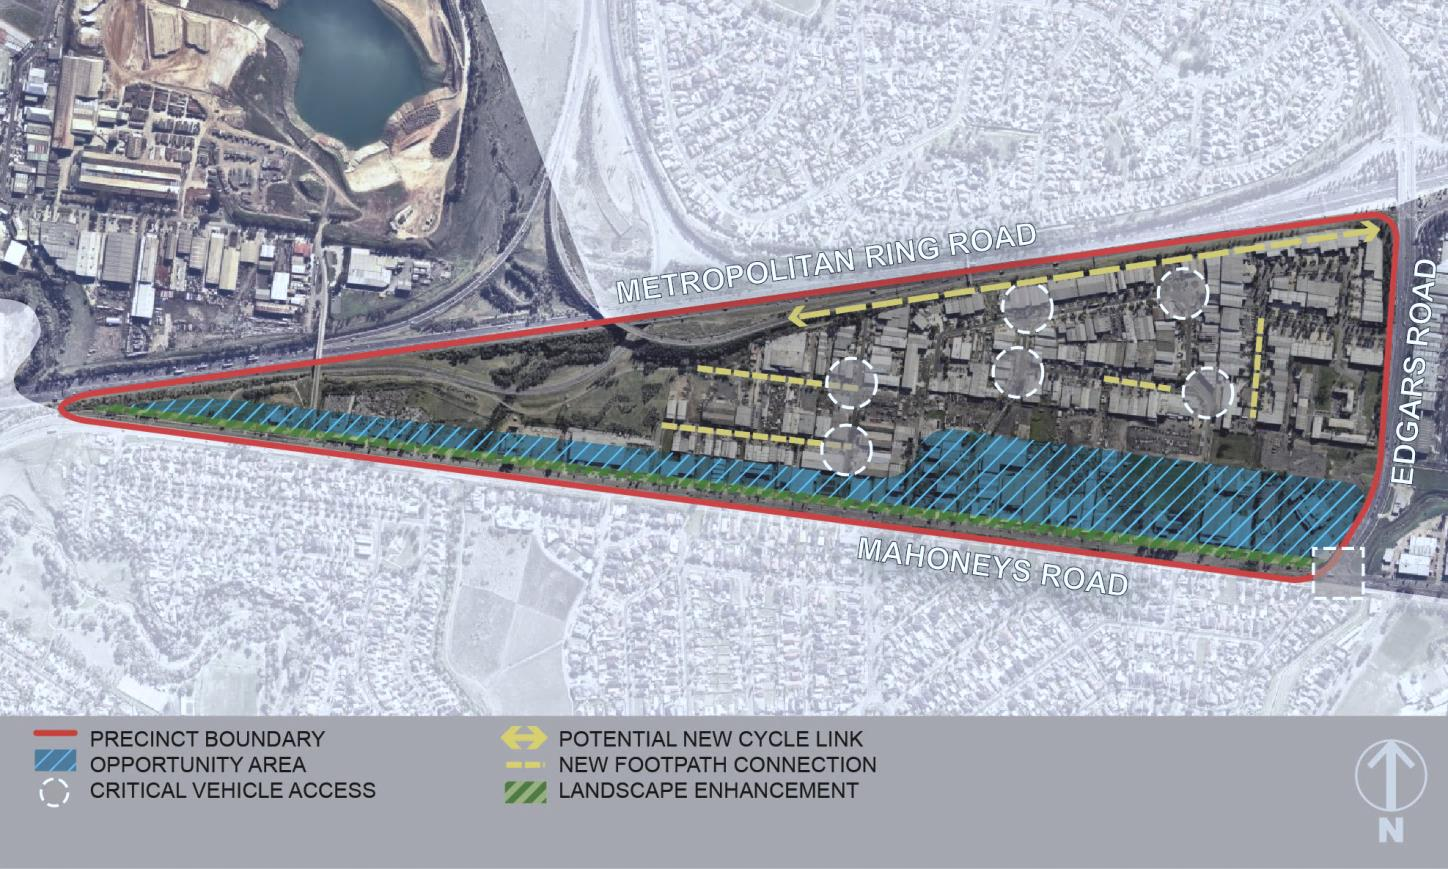 METROPOLITAN RING ROAD
EDGARS ROAD
MAHONEYS ROAD
PRECINCT BOUNDARY
OPPORTUNITY AREA
CRITICAL VEHICLE ACCESS
POTENTIAL NEW CYCLE LINK
NEW FOOTPATH CONNECTION
LANDSCAPE ENHANCEMENT
N